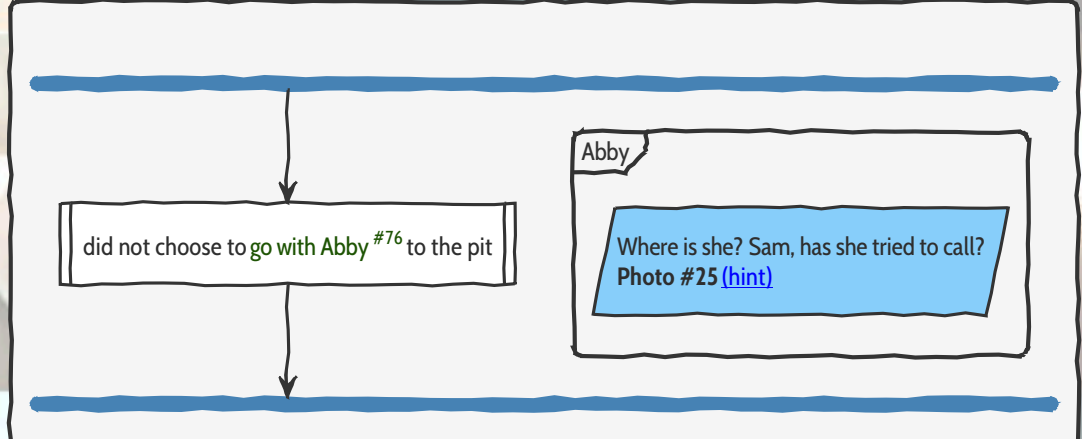 did not choose to go with Abby #76 to the pit
Abby
Where is she? Sam, has she tried to call?
Photo #25 (hint)